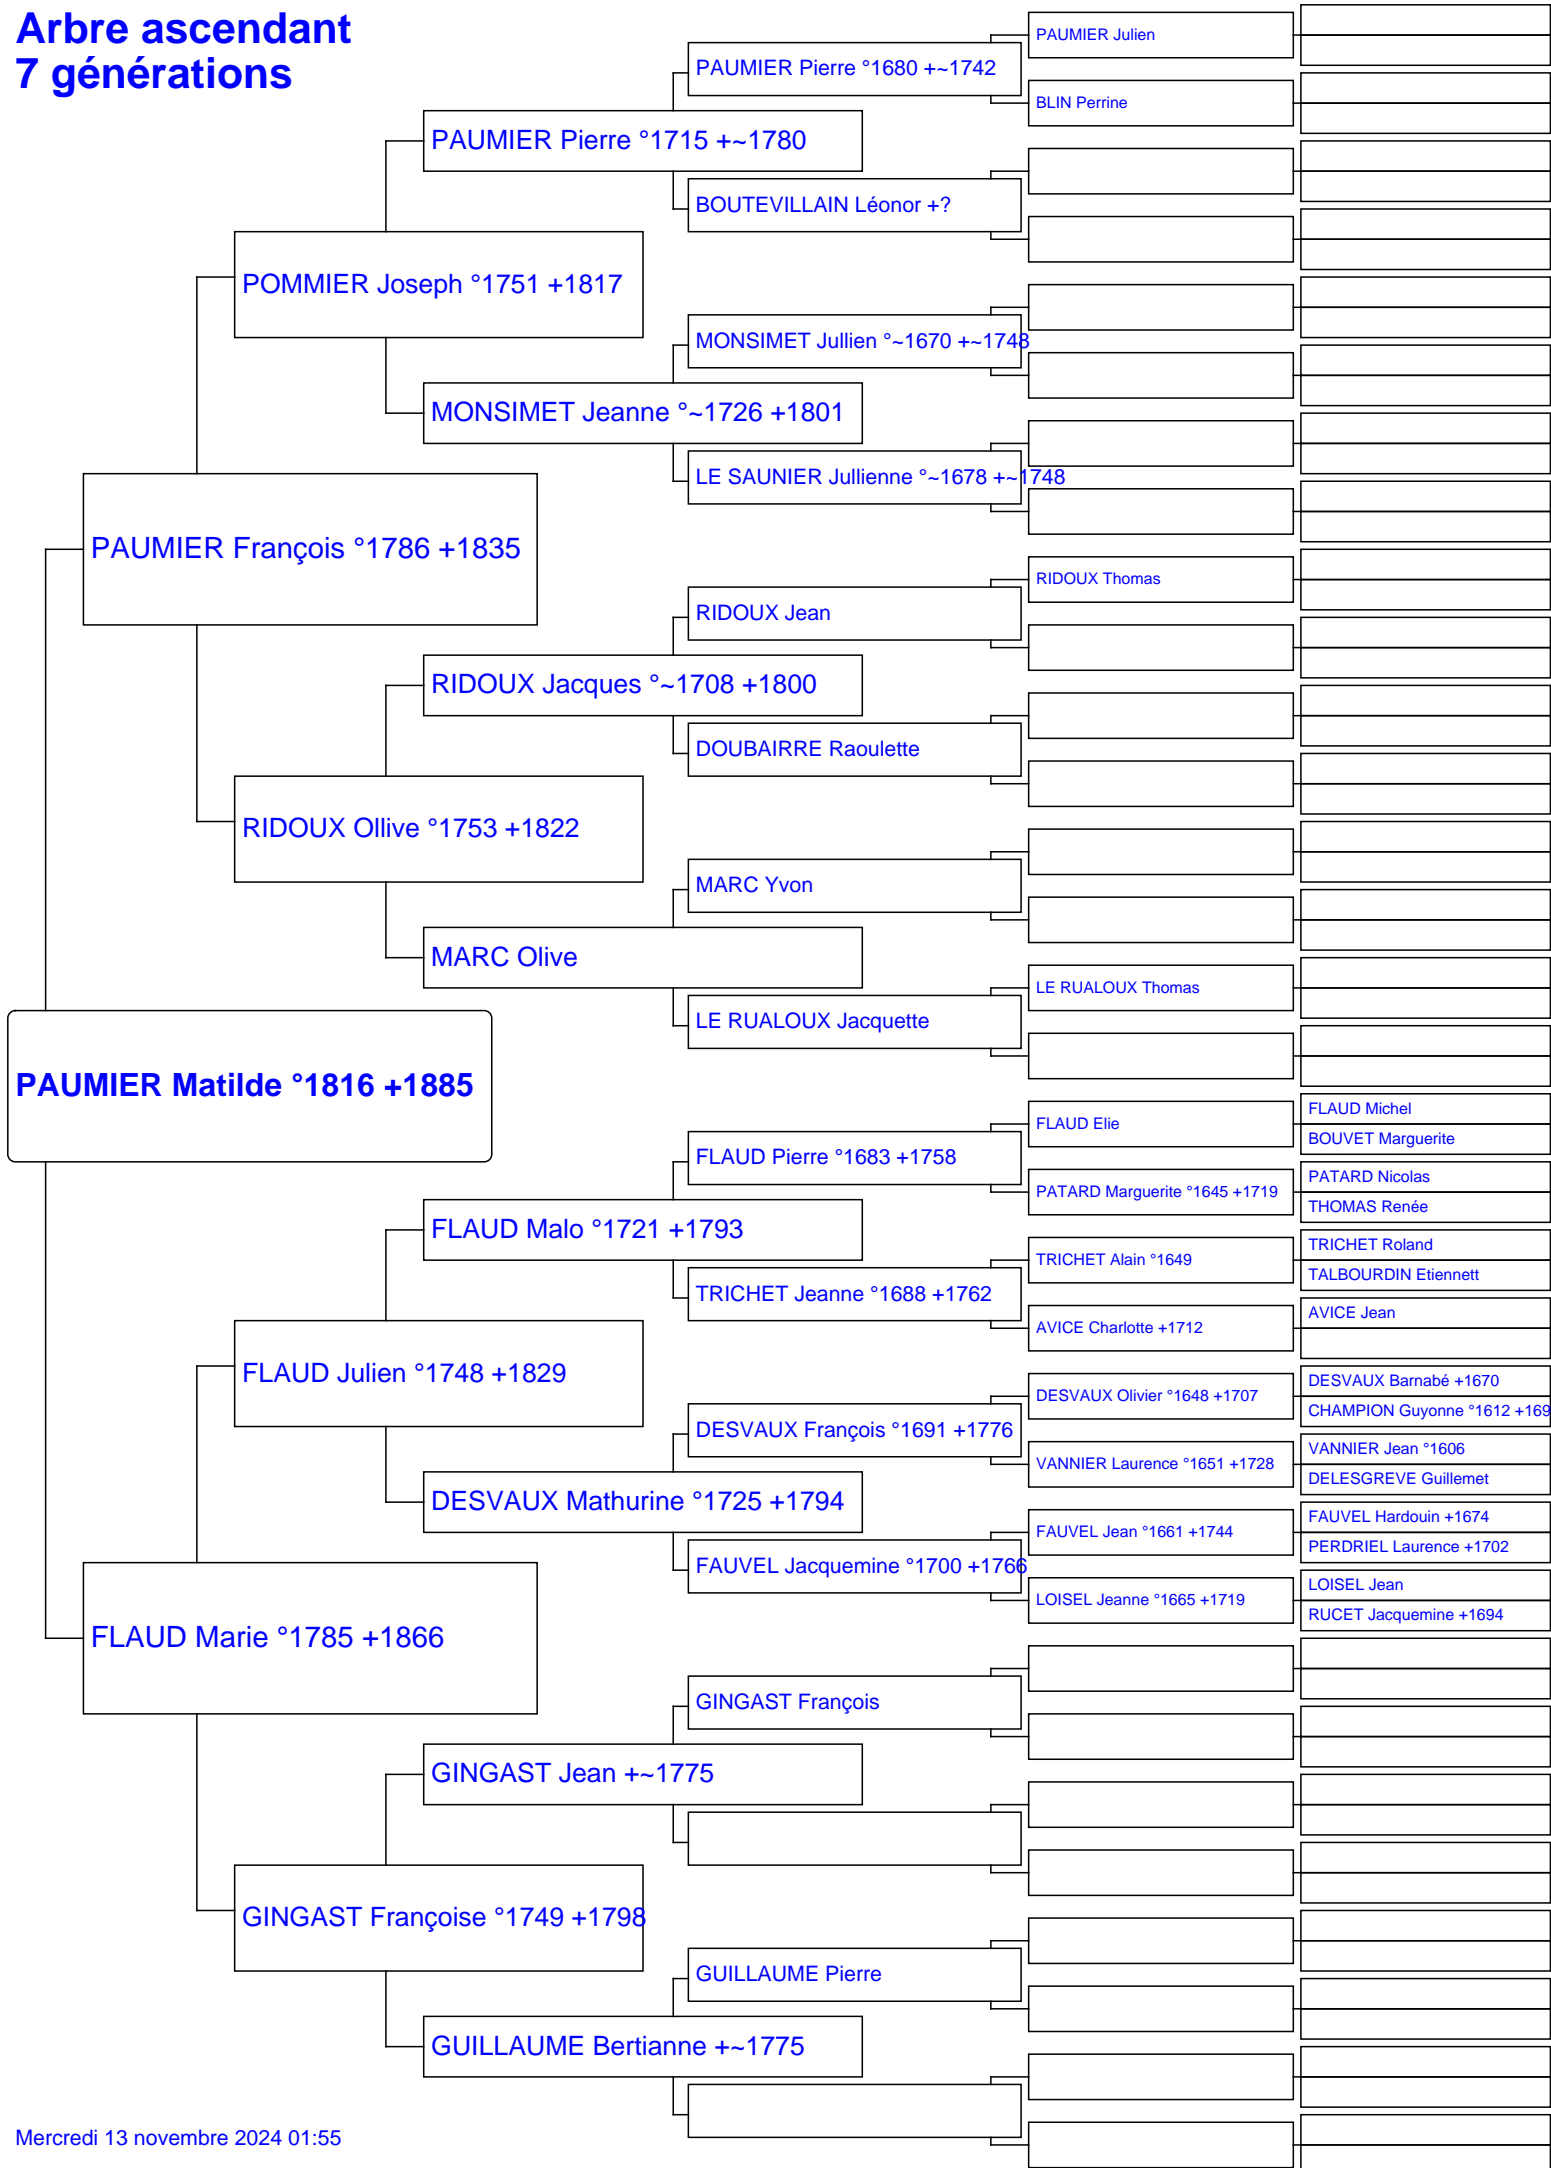 Arbre ascendant
7 générations
PAUMIER Matilde °1816 +1885
PAUMIER François °1786 +1835
FLAUD Marie °1785 +1866
POMMIER Joseph °1751 +1817
RIDOUX Ollive °1753 +1822
FLAUD Julien °1748 +1829
GINGAST Françoise °1749 +1798
PAUMIER Pierre °1715 +~1780
MONSIMET Jeanne °~1726 +1801
RIDOUX Jacques °~1708 +1800
MARC Olive
FLAUD Malo °1721 +1793
DESVAUX Mathurine °1725 +1794
GINGAST Jean +~1775
GUILLAUME Bertianne +~1775
PAUMIER Pierre °1680 +~1742
BOUTEVILLAIN Léonor +?
MONSIMET Jullien °~1670 +~1748
LE SAUNIER Jullienne °~1678 +~1748
RIDOUX Jean
DOUBAIRRE Raoulette
MARC Yvon
LE RUALOUX Jacquette
FLAUD Pierre °1683 +1758
TRICHET Jeanne °1688 +1762
DESVAUX François °1691 +1776
FAUVEL Jacquemine °1700 +1766
GINGAST François
GUILLAUME Pierre
PAUMIER Julien
BLIN Perrine
RIDOUX Thomas
LE RUALOUX Thomas
FLAUD Elie
PATARD Marguerite °1645 +1719
TRICHET Alain °1649
AVICE Charlotte +1712
DESVAUX Olivier °1648 +1707
VANNIER Laurence °1651 +1728
FAUVEL Jean °1661 +1744
LOISEL Jeanne °1665 +1719
FLAUD Michel
BOUVET Marguerite
PATARD Nicolas
THOMAS Renée
TRICHET Roland
TALBOURDIN Etiennett
AVICE Jean
DESVAUX Barnabé +1670
CHAMPION Guyonne °1612 +169
VANNIER Jean °1606
DELESGREVE Guillemet
FAUVEL Hardouin +1674
PERDRIEL Laurence +1702
LOISEL Jean
RUCET Jacquemine +1694
Mercredi 13 novembre 2024 01:55